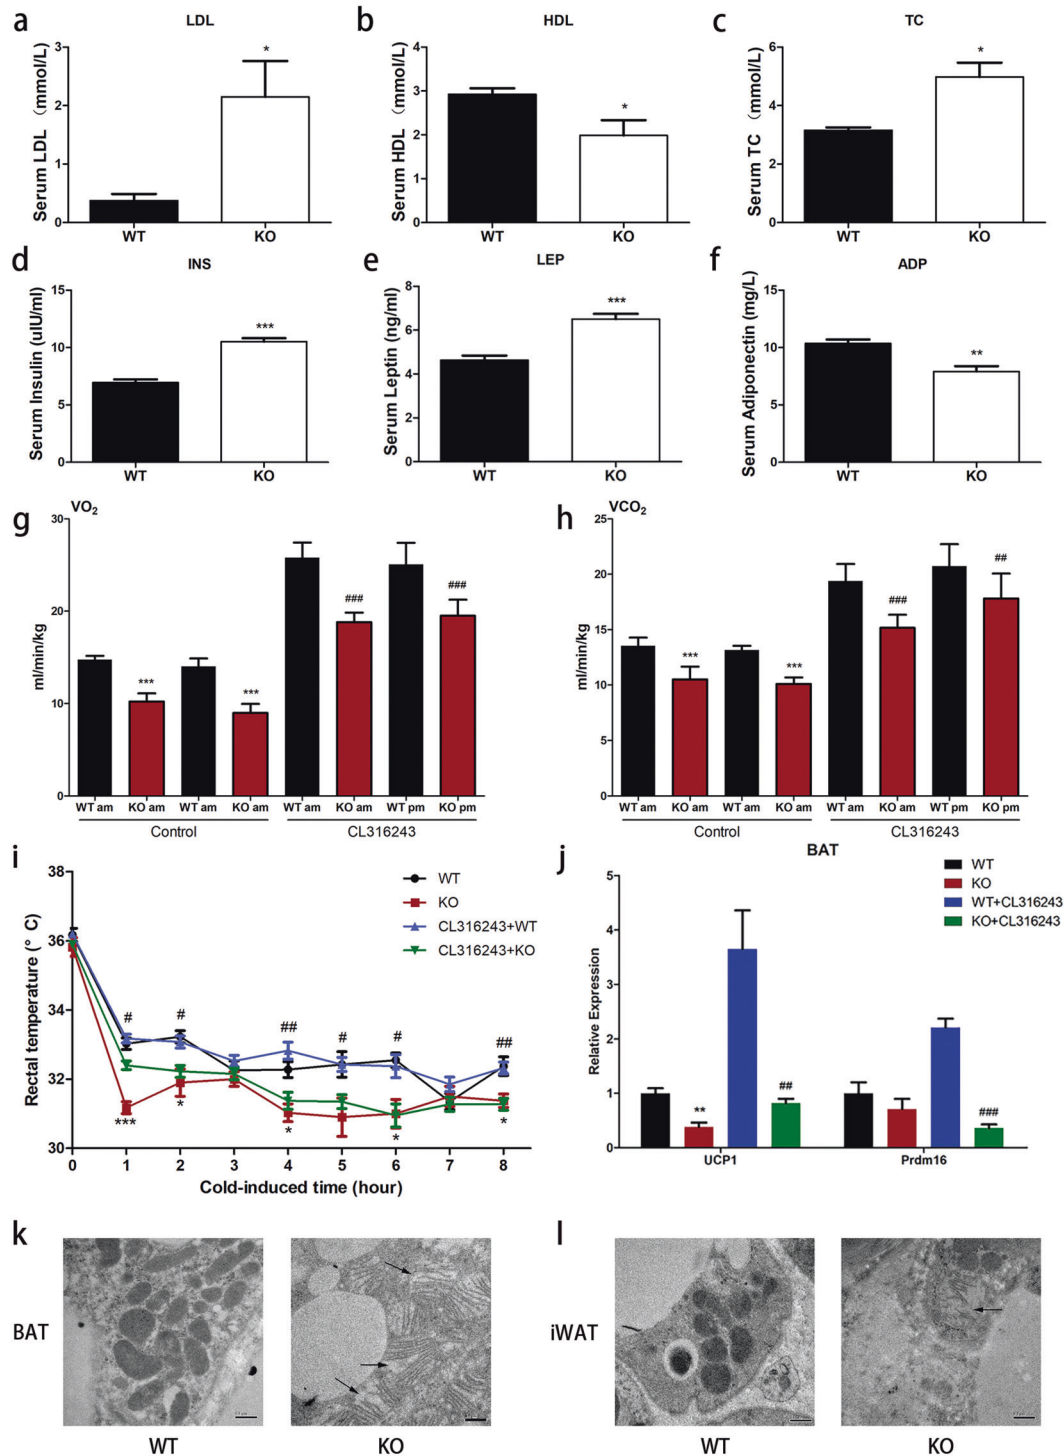 a
LDL
Serum LDL (mmol/L)
3
2
1
0
*
WT
KO
b
HDL
Serum HDL (mmol/L)
4
3
2
1
0
*
WT
KO
c
TC
Serum TC (mmol/L)
6
4
2
0
*
WT
KO
d
INS
Serum Insulin (uIU/ml)
15
10
5
0
***
WT
KO
e
LEP
Serum Leptin (ng/ml)
8
6
4
2
0
***
WT
KO
f
ADP
Serum Adiponectin (mg/L)
15
10
5
0
**
WT
KO
g
VO2
ml/min/kg
30
20
10
0
***
***
###
###
WT am KO am WT am KO am WT am KO am WT pm KO pm
Control
CL316243
h
VCO2
ml/min/kg
25
20
15
10
5
0
***
***
###
##
WT am KO am WT am KO am WT am KO am WT pm KO pm
Control
CL316243
i
Rectal temperature (° C)
38
36
34
32
30
WT
KO
CL316243+WT
CL316243+KO
#
#
##
#
#
##
***
*
*
*
*
0 1 2 3 4 5 6 7 8
Cold-induced time (hour)
j
BAT
Relative Expression
5
4
3
2
1
0
WT
KO
WT+CL316243
KO+CL316243
**
##
###
UCP1
Prdm16
k
BAT
WT
KO
l
iWAT
WT
KO